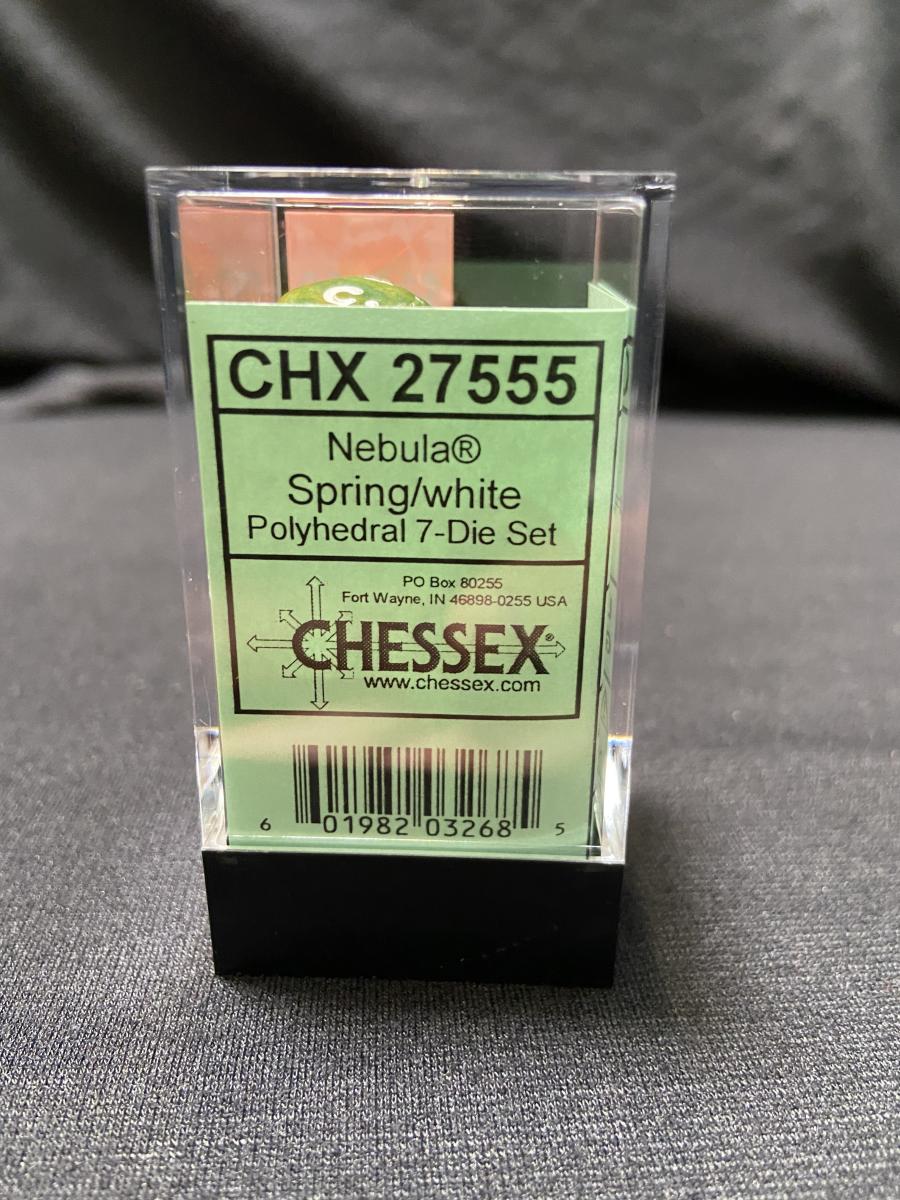 CHX 27555
Nebula®
Spring/white
Polyhedral 7-Die Set
PO Box 80255
Fort Wayne, IN 46898-0255 USA
CHESSEX®
www.chessex.com
6 01982 03268 5